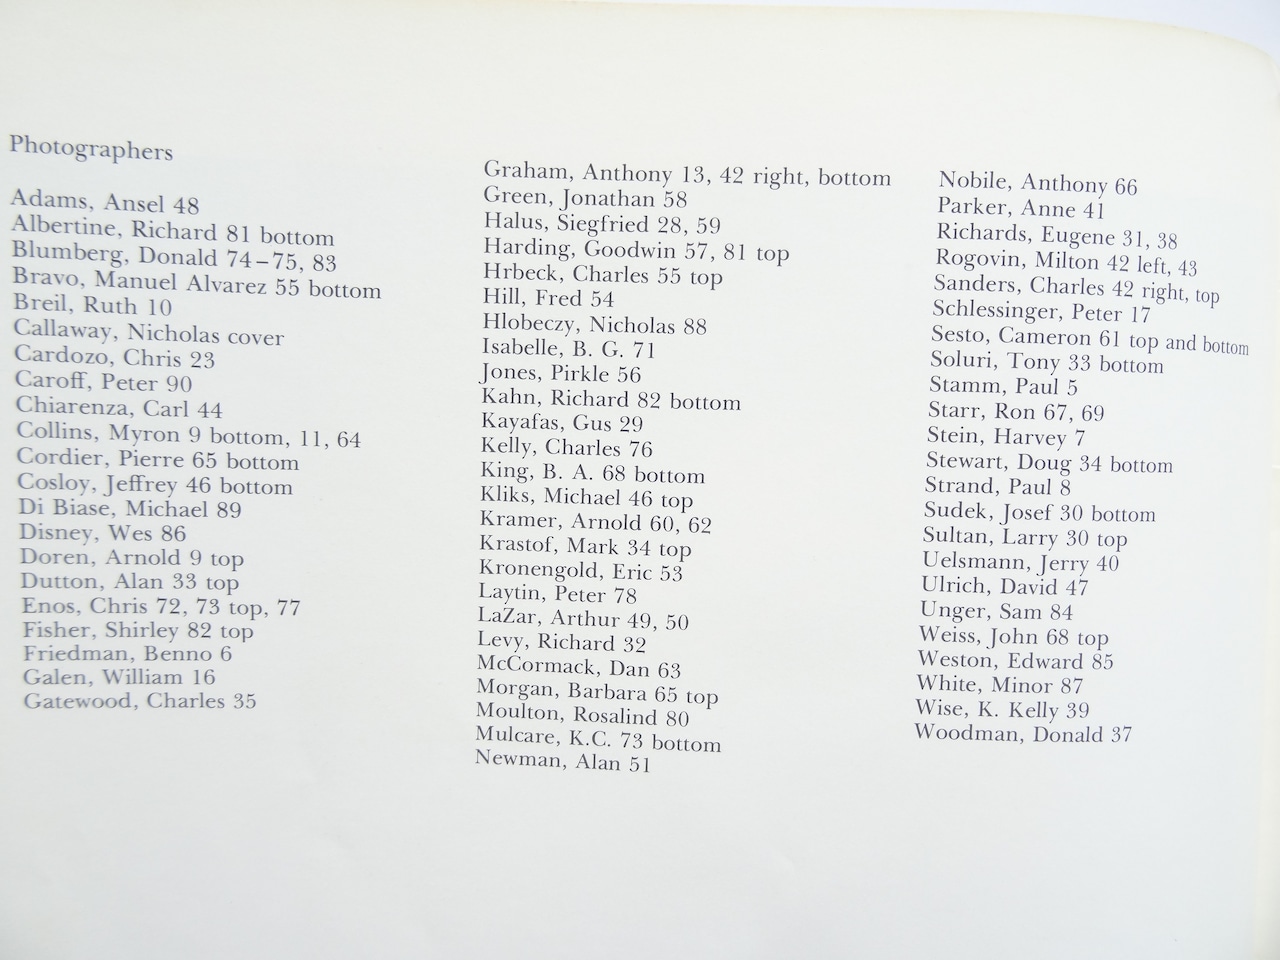 Photographers
Adams, Ansel 48
Albertine, Richard 81 bottom
Blumberg, Donald 74–75, 83
Bravo, Manuel Alvarez 55 bottom
Breil, Ruth 10
Callaway, Nicholas cover
Cardozo, Chris 23
Caroff, Peter 90
Chiarenza, Carl 44
Collins, Myron 9 bottom, 11, 64
Cordier, Pierre 65 bottom
Cosloy, Jeffrey 46 bottom
Di Biase, Michael 89
Disney, Wes 86
Doren, Arnold 9 top
Dutton, Alan 33 top
Enos, Chris 72, 73 top, 77
Fisher, Shirley 82 top
Friedman, Benno 6
Galen, William 16
Gatewood, Charles 35
Graham, Anthony 13, 42 right, bottom
Green, Jonathan 58
Halus, Siegfried 28, 59
Harding, Goodwin 57, 81 top
Hrbeck, Charles 55 top
Hill, Fred 54
Hlobeczy, Nicholas 88
Isabelle, B. G. 71
Jones, Pirkle 56
Kahn, Richard 82 bottom
Kayafas, Gus 29
Kelly, Charles 76
King, B. A. 68 bottom
Kliks, Michael 46 top
Kramer, Arnold 60, 62
Krastof, Mark 34 top
Kronengold, Eric 53
Laytin, Peter 78
LaZar, Arthur 49, 50
Levy, Richard 32
McCormack, Dan 63
Morgan, Barbara 65 top
Moulton, Rosalind 80
Mulcare, K.C. 73 bottom
Newman, Alan 51
Nobile, Anthony 66
Parker, Anne 41
Richards, Eugene 31, 38
Rogovin, Milton 42 left, 43
Sanders, Charles 42 right, top
Schlessinger, Peter 17
Sesto, Cameron 61 top and bottom
Soluri, Tony 33 bottom
Stamm, Paul 5
Starr, Ron 67, 69
Stein, Harvey 7
Stewart, Doug 34 bottom
Strand, Paul 8
Sudek, Josef 30 bottom
Sultan, Larry 30 top
Uelsmann, Jerry 40
Ulrich, David 47
Unger, Sam 84
Weiss, John 68 top
Weston, Edward 85
White, Minor 87
Wise, K. Kelly 39
Woodman, Donald 37